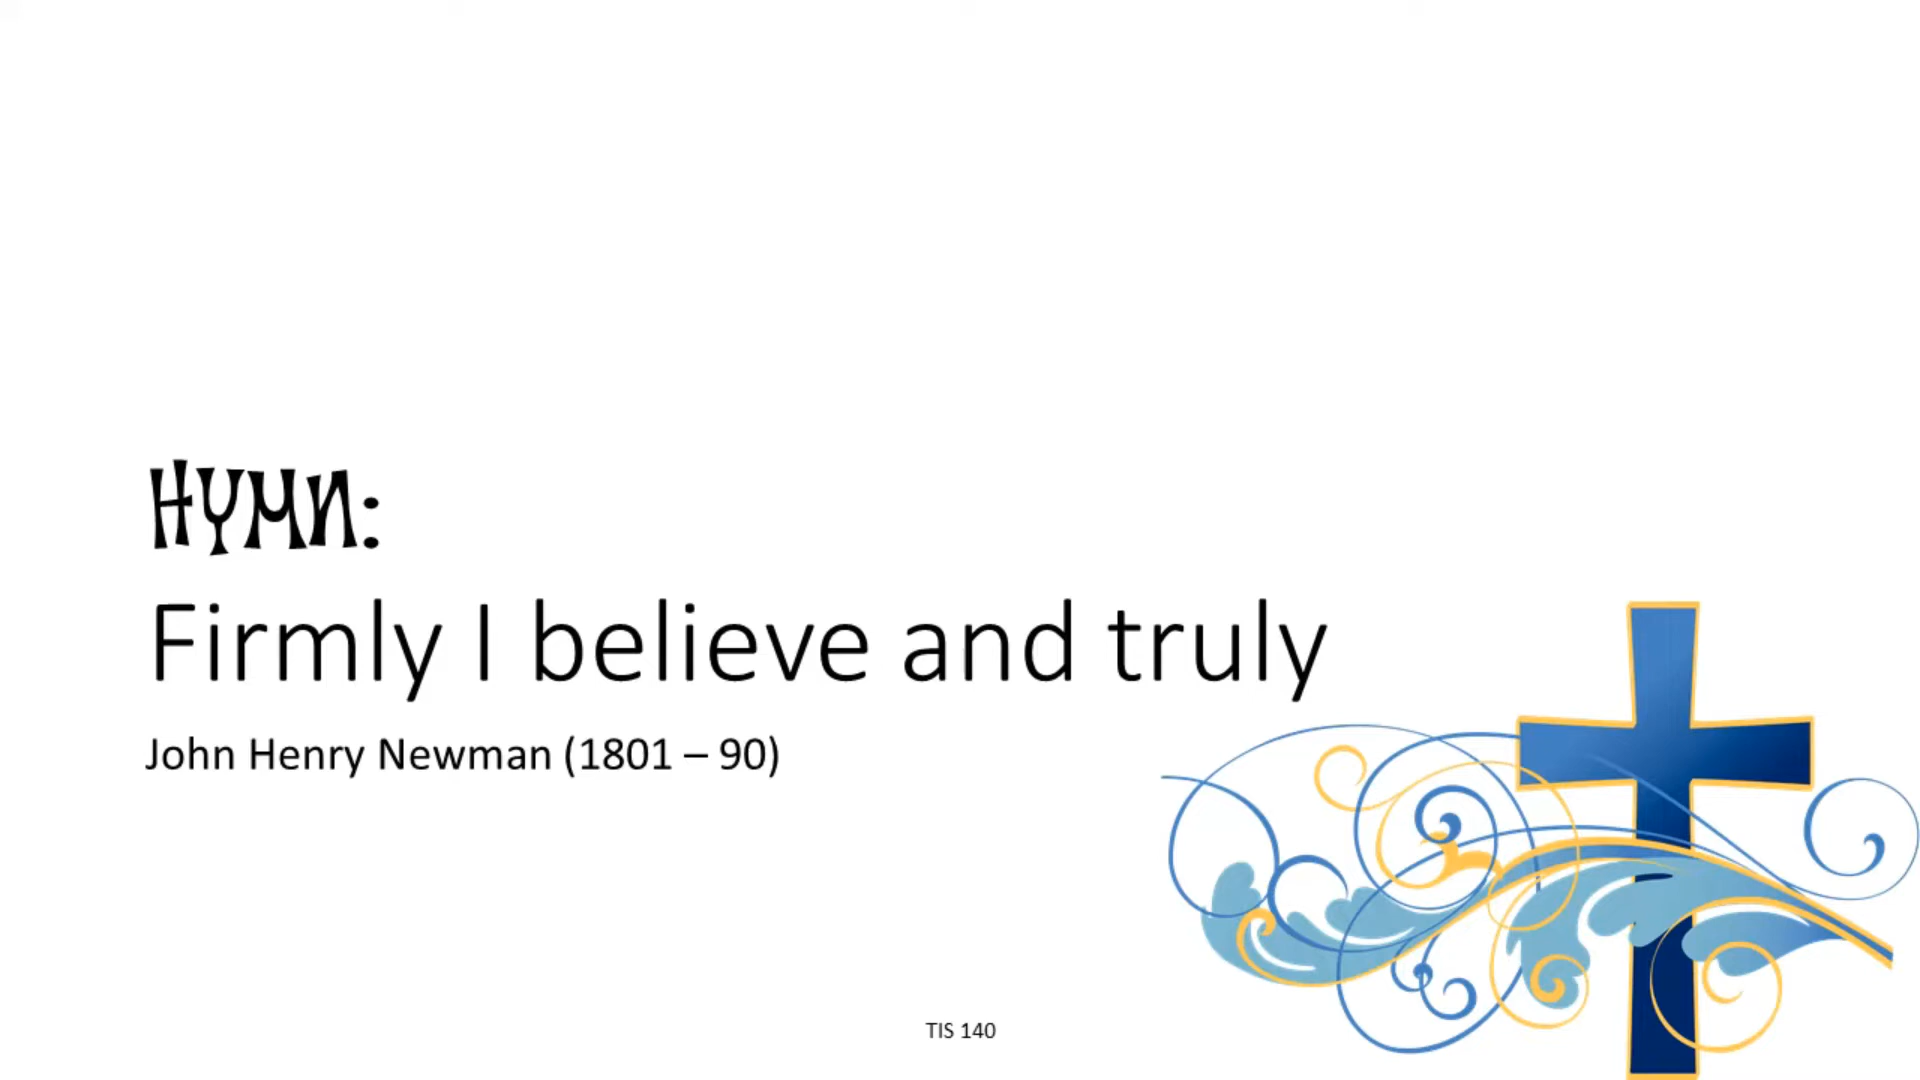 HYMN:
Firmly I believe and truly
John Henry Newman (1801 – 90)
TIS 140